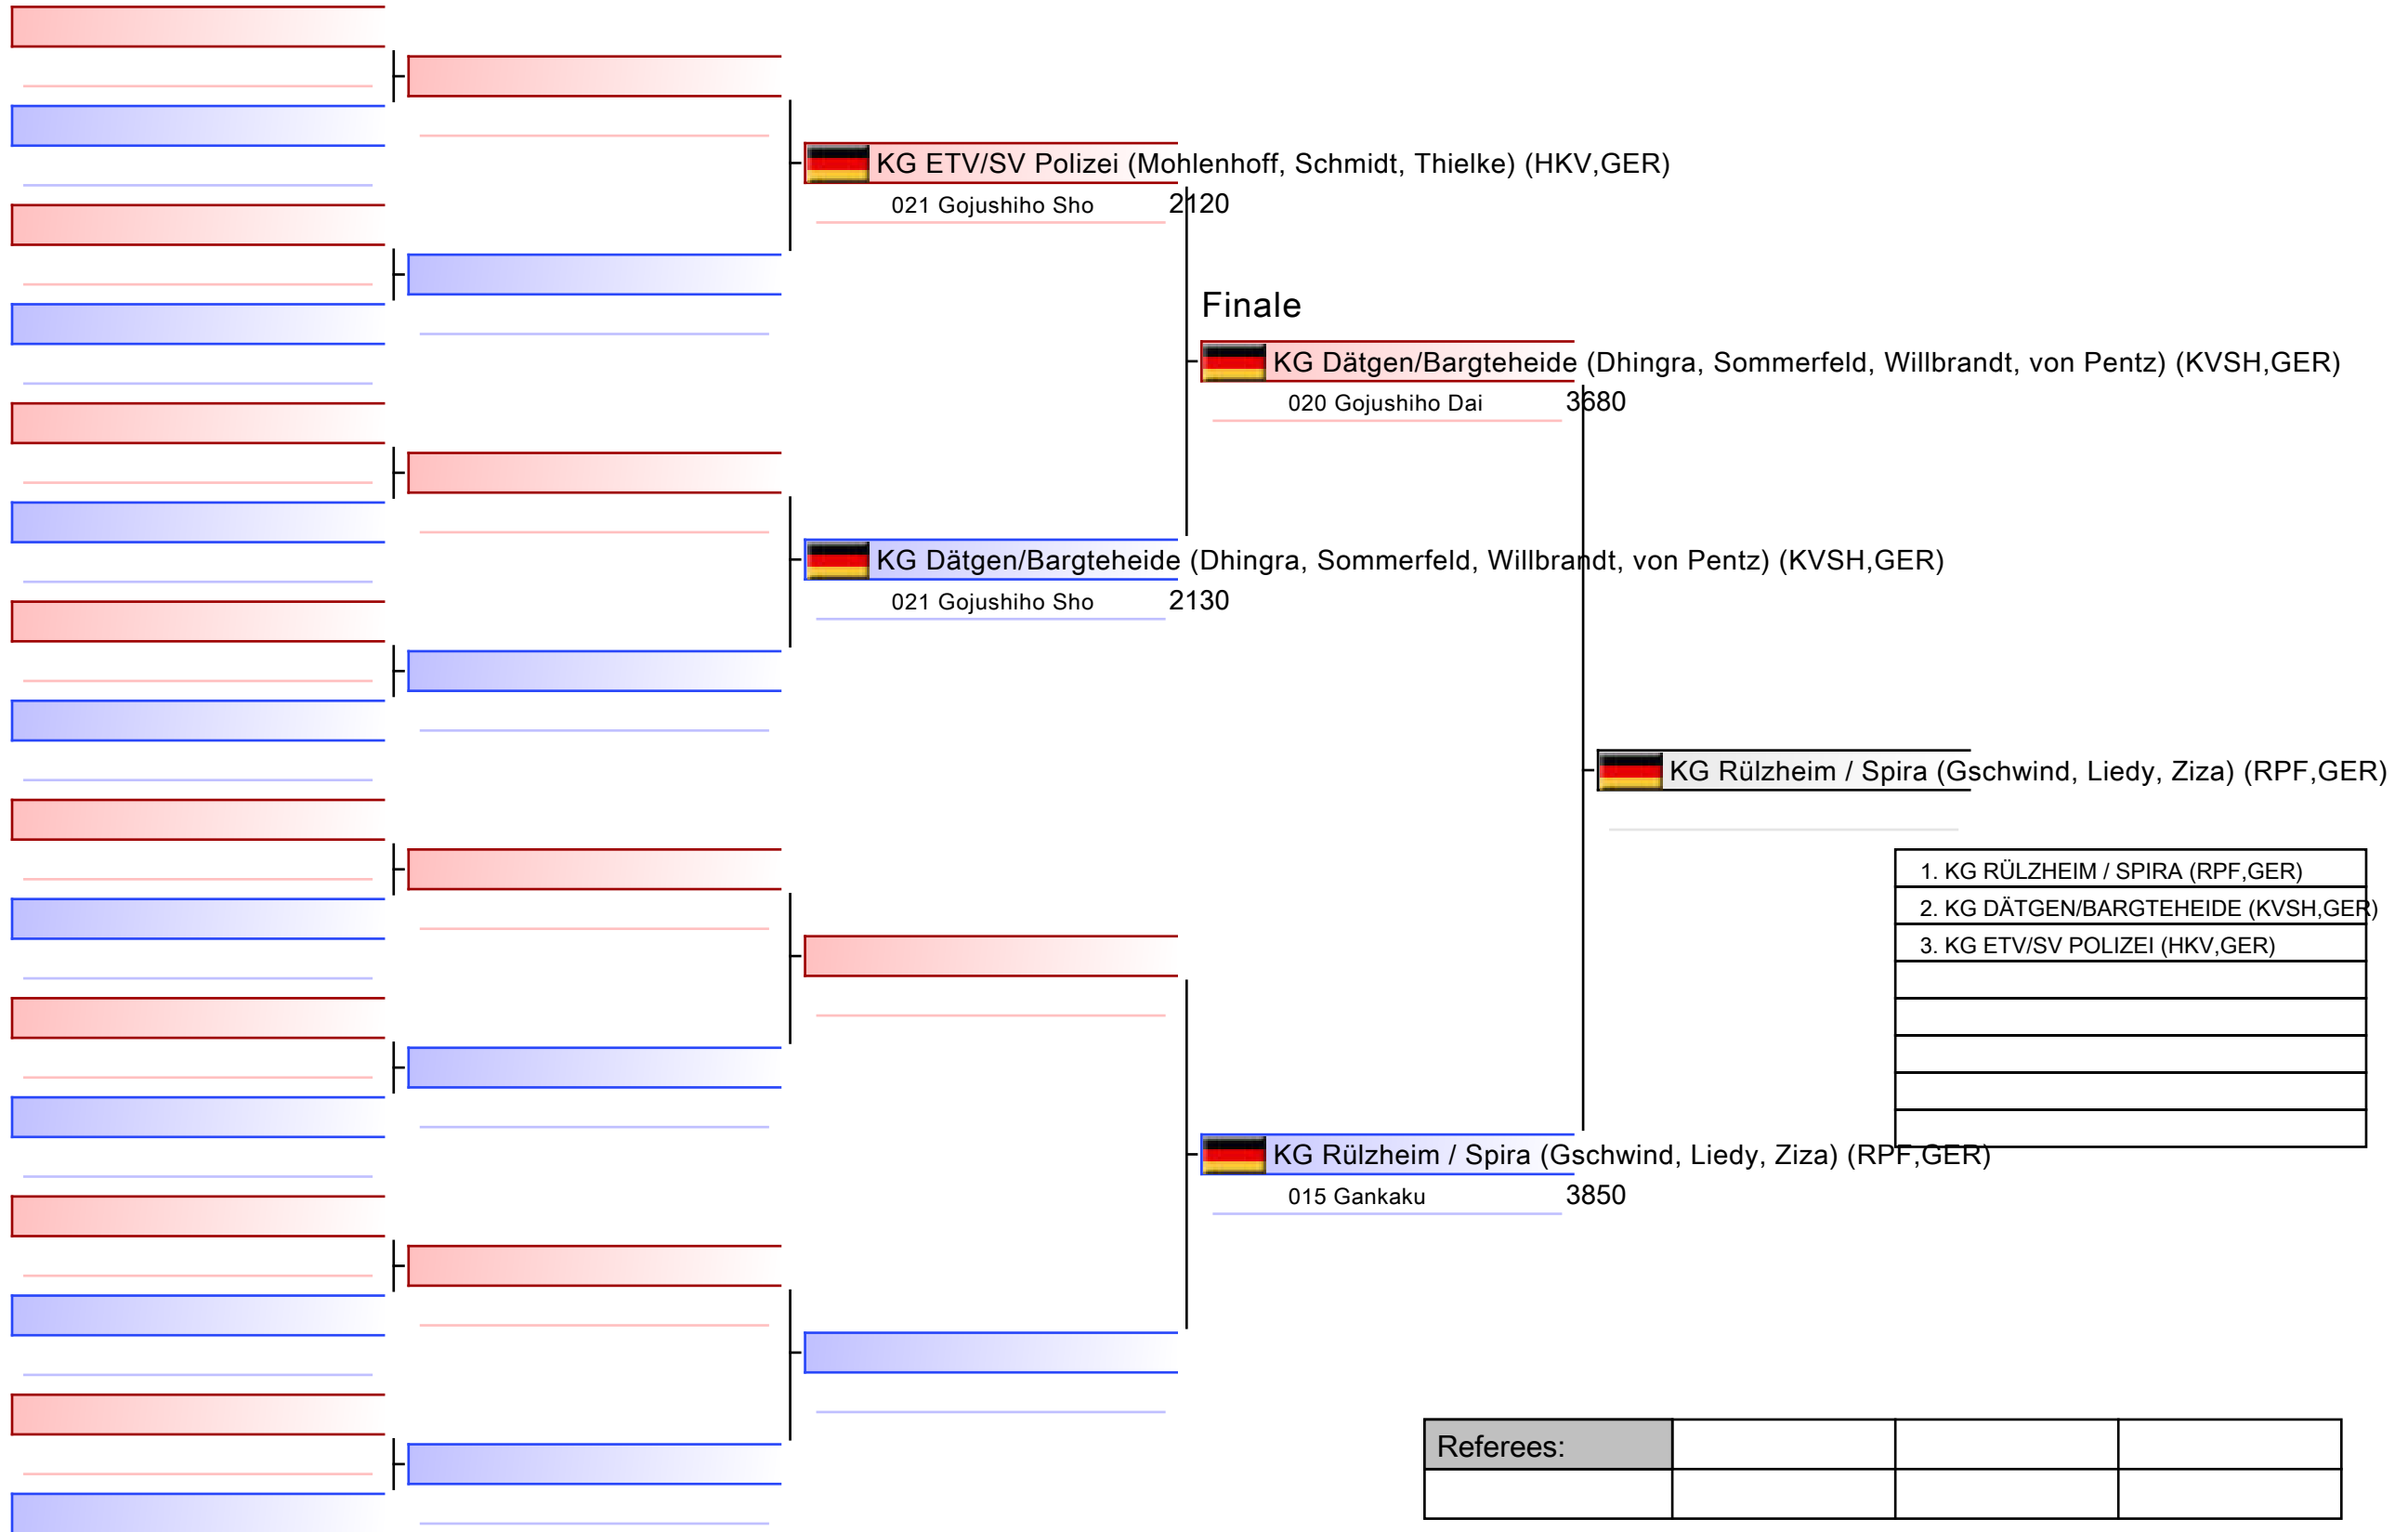 KG ETV/SV Polizei (Mohlenhoff, Schmidt, Thielke) (HKV,GER)
021 Gojushiho Sho 2120
Finale
KG Dätgen/Bargteheide (Dhingra, Sommerfeld, Willbrandt, von Pentz) (KVSH,GER)
020 Gojushiho Dai 3680
KG Dätgen/Bargteheide (Dhingra, Sommerfeld, Willbrandt, von Pentz) (KVSH,GER)
021 Gojushiho Sho 2130
KG Rülzheim / Spira (Gschwind, Liedy, Ziza) (RPF,GER)
1. KG RÜLZHEIM / SPIRA (RPF,GER)
2. KG DÄTGEN/BARGTEHEIDE (KVSH,GER)
3. KG ETV/SV POLIZEI (HKV,GER)
KG Rülzheim / Spira (Gschwind, Liedy, Ziza) (RPF,GER)
015 Gankaku 3850
Referees: